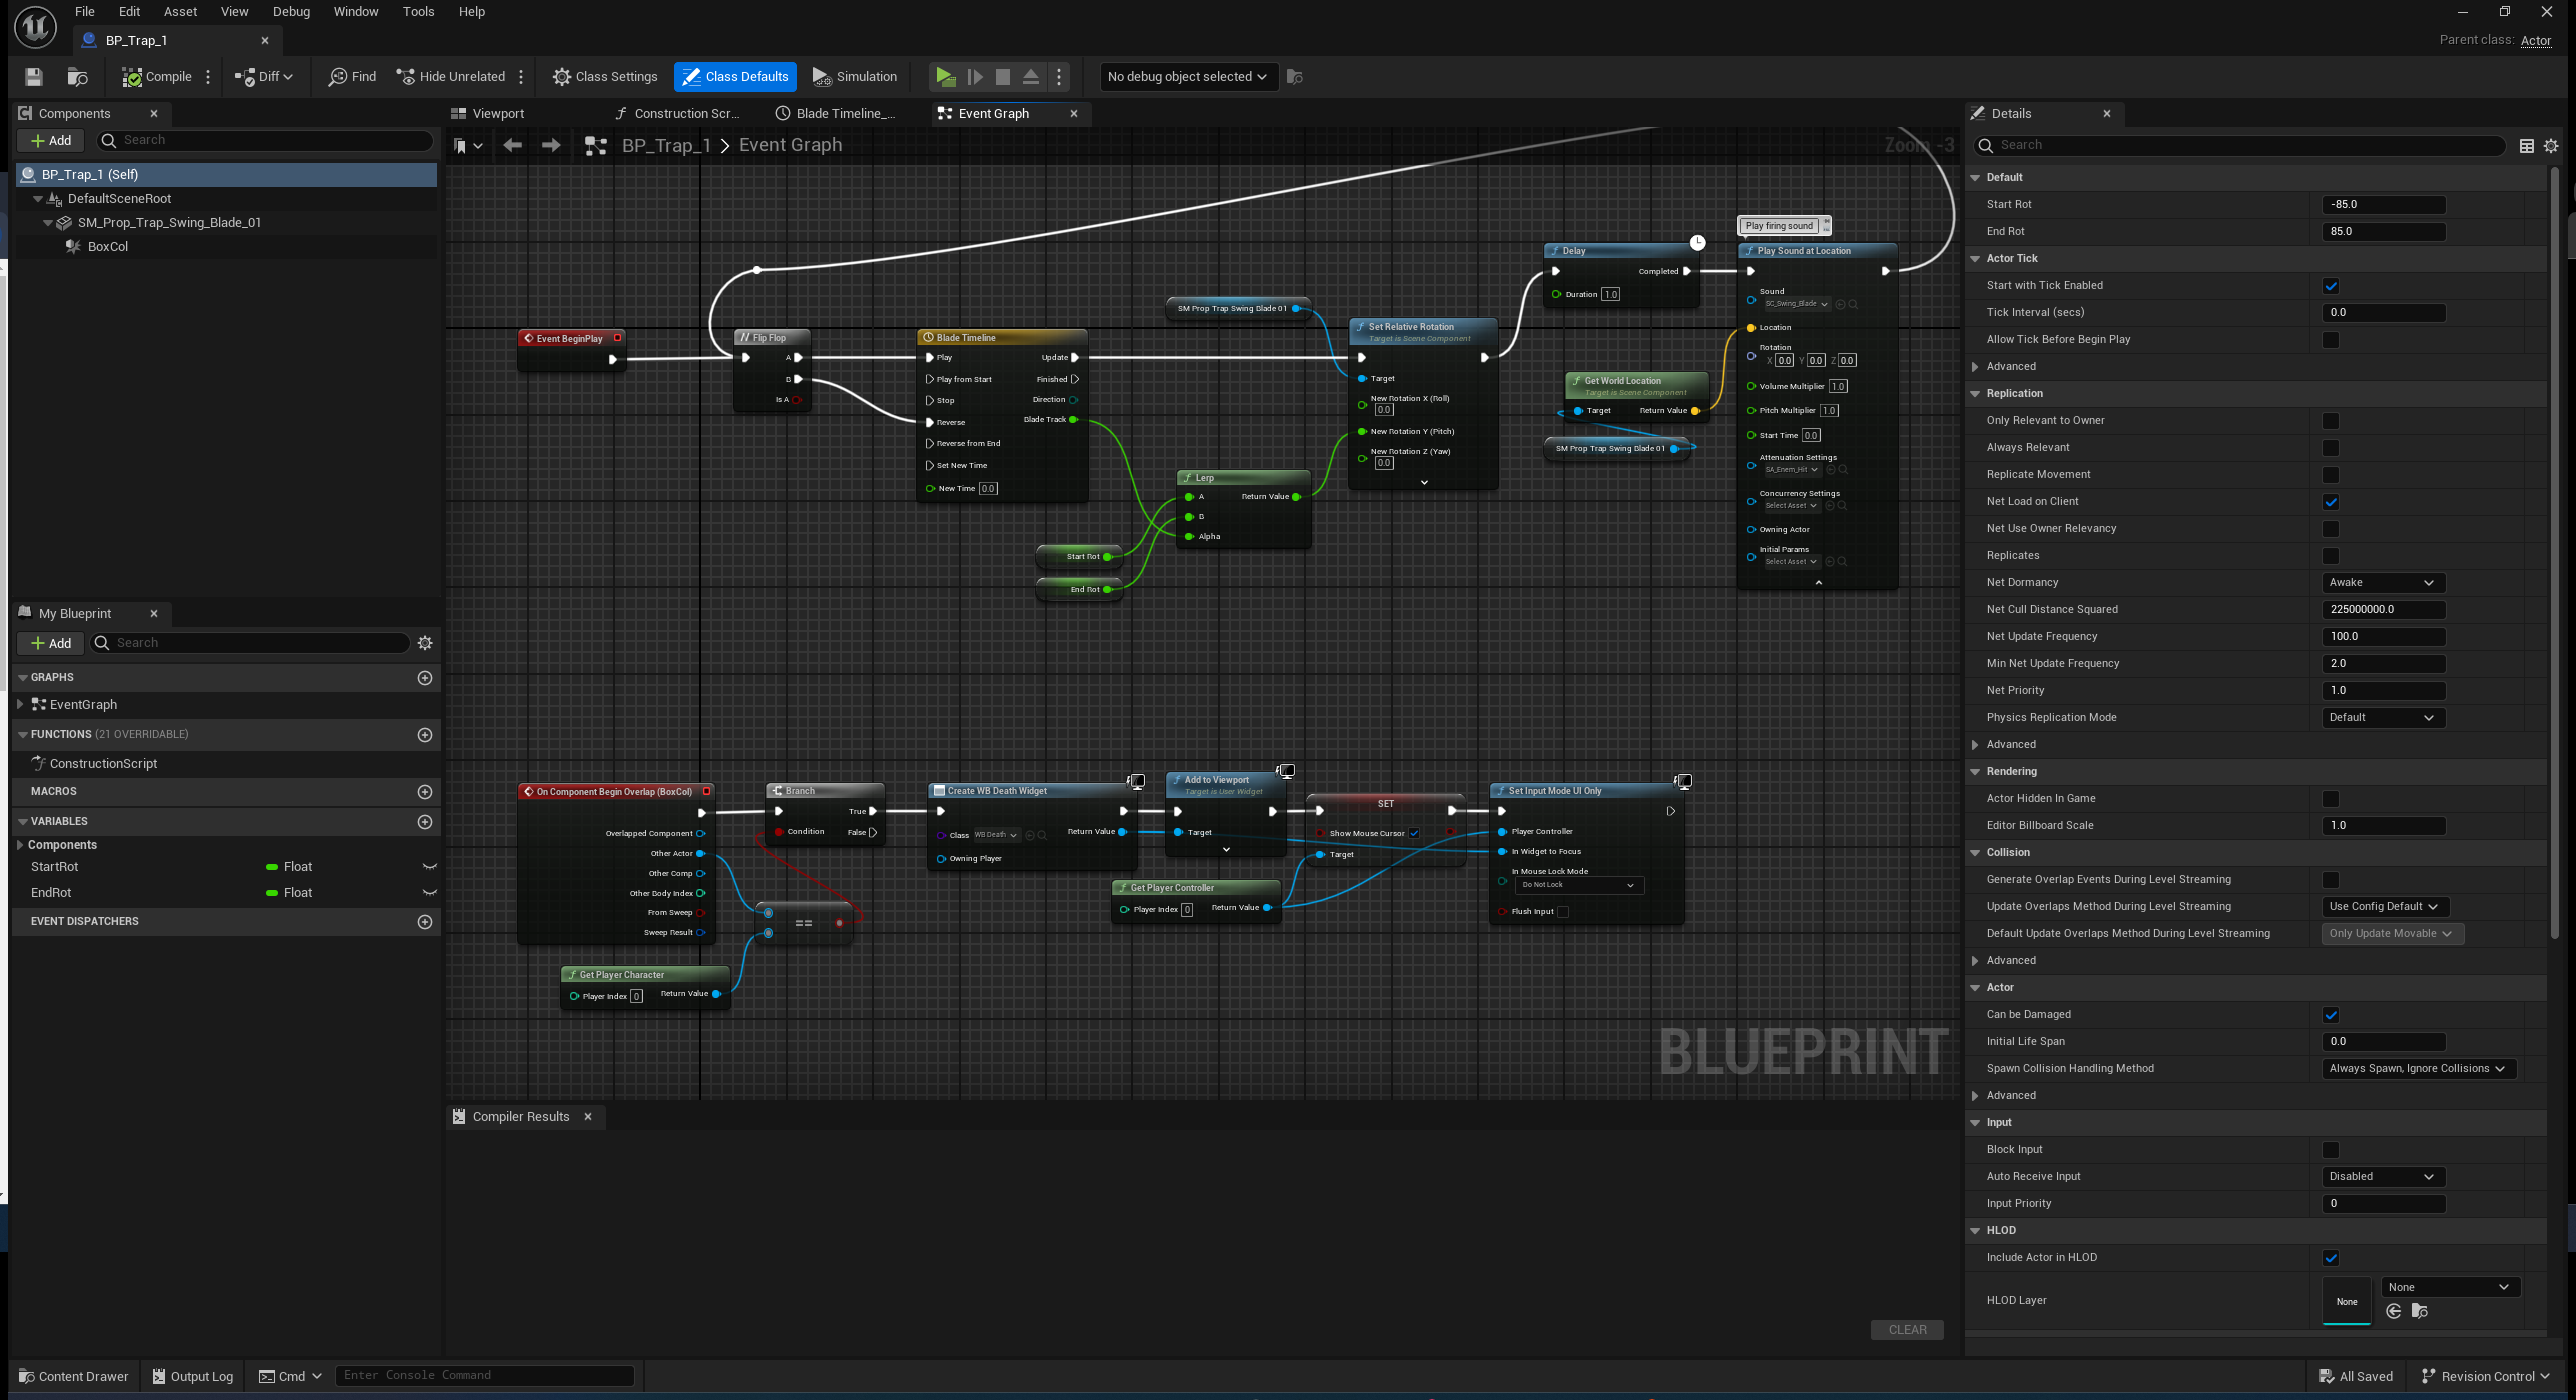 File Edit Asset View Debug Window Tools Help
BP_Trap_1
Parent class: Actor
Compile Diff Find Hide Unrelated Class Settings Class Defaults Simulation No debug object selected
Components
Add Search
BP_Trap_1 (Self)
DefaultSceneRoot
SM_Prop_Trap_Swing_Blade_01
BoxCol
My Blueprint
Add Search
GRAPHS
EventGraph
FUNCTIONS (21 OVERRIDABLE)
ConstructionScript
MACROS
VARIABLES
Components
StartRot Float
EndRot Float
EVENT DISPATCHERS
Viewport Construction Scr... Blade Timeline_... Event Graph
BP_Trap_1 > Event Graph
Zoom -3
Event BeginPlay
Flip Flop
A
B
Is A
Blade Timeline
Play Update
Play from Start Finished
Stop Direction
Blade Track
Reverse
Reverse from End
Set New Time
New Time 0.0
Start Rot
End Rot
Lerp
A Return Value
B
Alpha
SM Prop Trap Swing Blade 01
Set Relative Rotation
Target is Scene Component
Target
New Rotation X (Roll)
0.0
New Rotation Y (Pitch)
New Rotation Z (Yaw)
0.0
Delay
Completed
Duration 1.0
Get World Location
Target is Scene Component
Target Return Value
SM Prop Trap Swing Blade 01
Play firing sound
Play Sound at Location
Sound
SC_Swing_Blade
Location
Rotation
X 0.0 Y 0.0 Z 0.0
Volume Multiplier 1.0
Pitch Multiplier 1.0
Start Time 0.0
Attenuation Settings
SA_Enem_Hit
Concurrency Settings
Select Asset
Owning Actor
Initial Params
Select Asset
On Component Begin Overlap (BoxCol)
Overlapped Component
Other Actor
Other Comp
Other Body Index
From Sweep
Sweep Result
Get Player Character
Player Index 0 Return Value
Branch
True
Condition False
==
Create WB Death Widget
Class WB Death Return Value
Owning Player
Add to Viewport
Target is User Widget
Target
Get Player Controller
Player Index 0 Return Value
SET
Show Mouse Cursor
Target
Set Input Mode UI Only
Player Controller
In Widget to Focus
In Mouse Lock Mode
Do Not Lock
Flush Input
BLUEPRINT
Compiler Results
CLEAR
Details
Search
Default
Start Rot -85.0
End Rot 85.0
Actor Tick
Start with Tick Enabled
Tick Interval (secs) 0.0
Allow Tick Before Begin Play
Advanced
Replication
Only Relevant to Owner
Always Relevant
Replicate Movement
Net Load on Client
Net Use Owner Relevancy
Replicates
Net Dormancy Awake
Net Cull Distance Squared 225000000.0
Net Update Frequency 100.0
Min Net Update Frequency 2.0
Net Priority 1.0
Physics Replication Mode Default
Advanced
Rendering
Actor Hidden In Game
Editor Billboard Scale 1.0
Collision
Generate Overlap Events During Level Streaming
Update Overlaps Method During Level Streaming Use Config Default
Default Update Overlaps Method During Level Streaming Only Update Movable
Advanced
Actor
Can be Damaged
Initial Life Span 0.0
Spawn Collision Handling Method Always Spawn, Ignore Collisions
Advanced
Input
Block Input
Auto Receive Input Disabled
Input Priority 0
HLOD
Include Actor in HLOD
HLOD Layer None None
Content Drawer Output Log Cmd Enter Console Command All Saved Revision Control